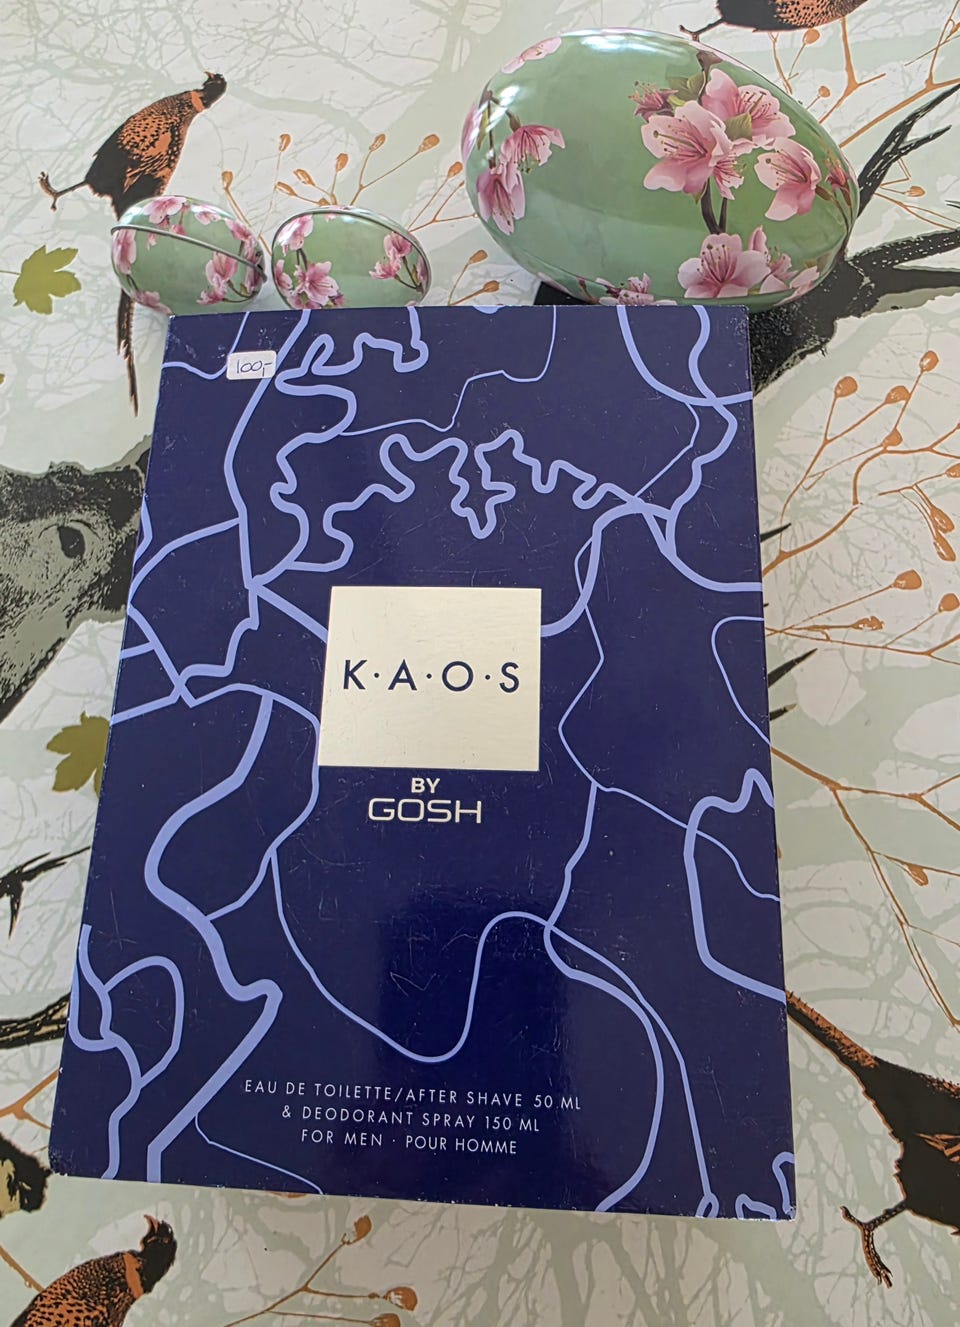 100,-
K·A·O·S
BY
GOSH
EAU DE TOILETTE/AFTER SHAVE 50 ML
& DEODORANT SPRAY 150 ML
FOR MEN · POUR HOMME